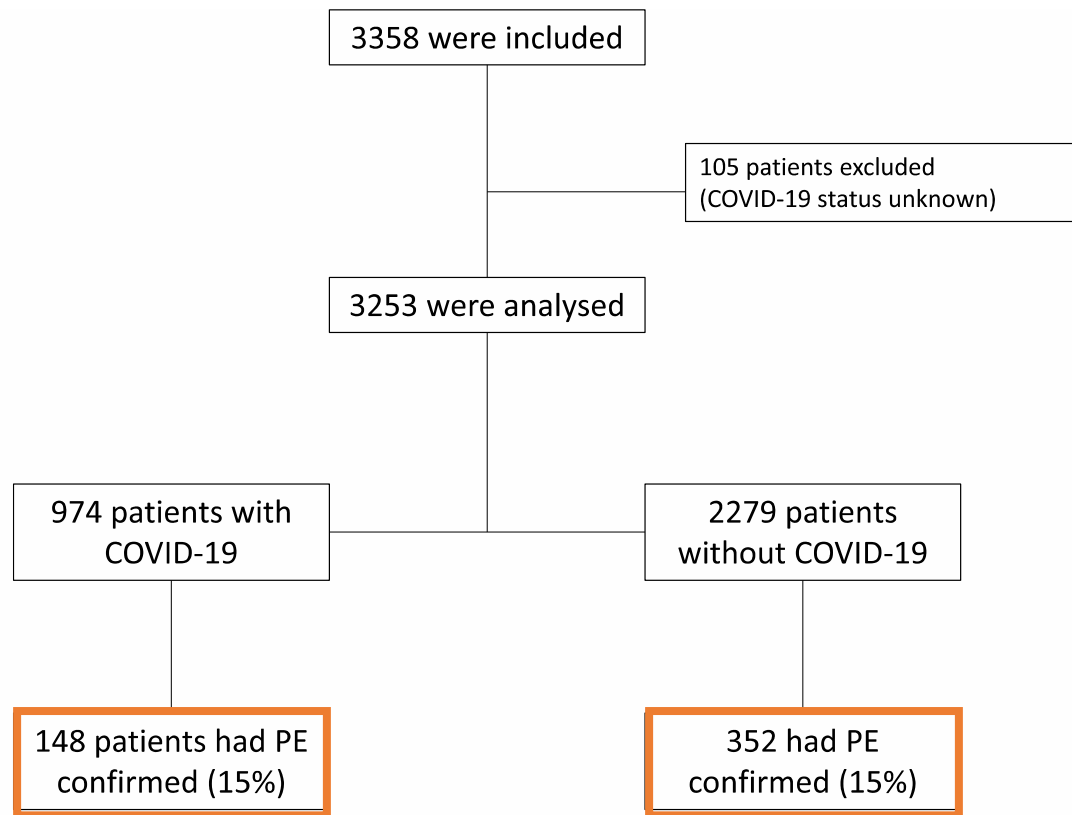 3358 were included
105 patients excluded
(COVID-19 status unknown)
3253 were analysed
974 patients with
COVID-19
2279 patients
without COVID-19
148 patients had PE
confirmed (15%)
352 had PE
confirmed (15%)